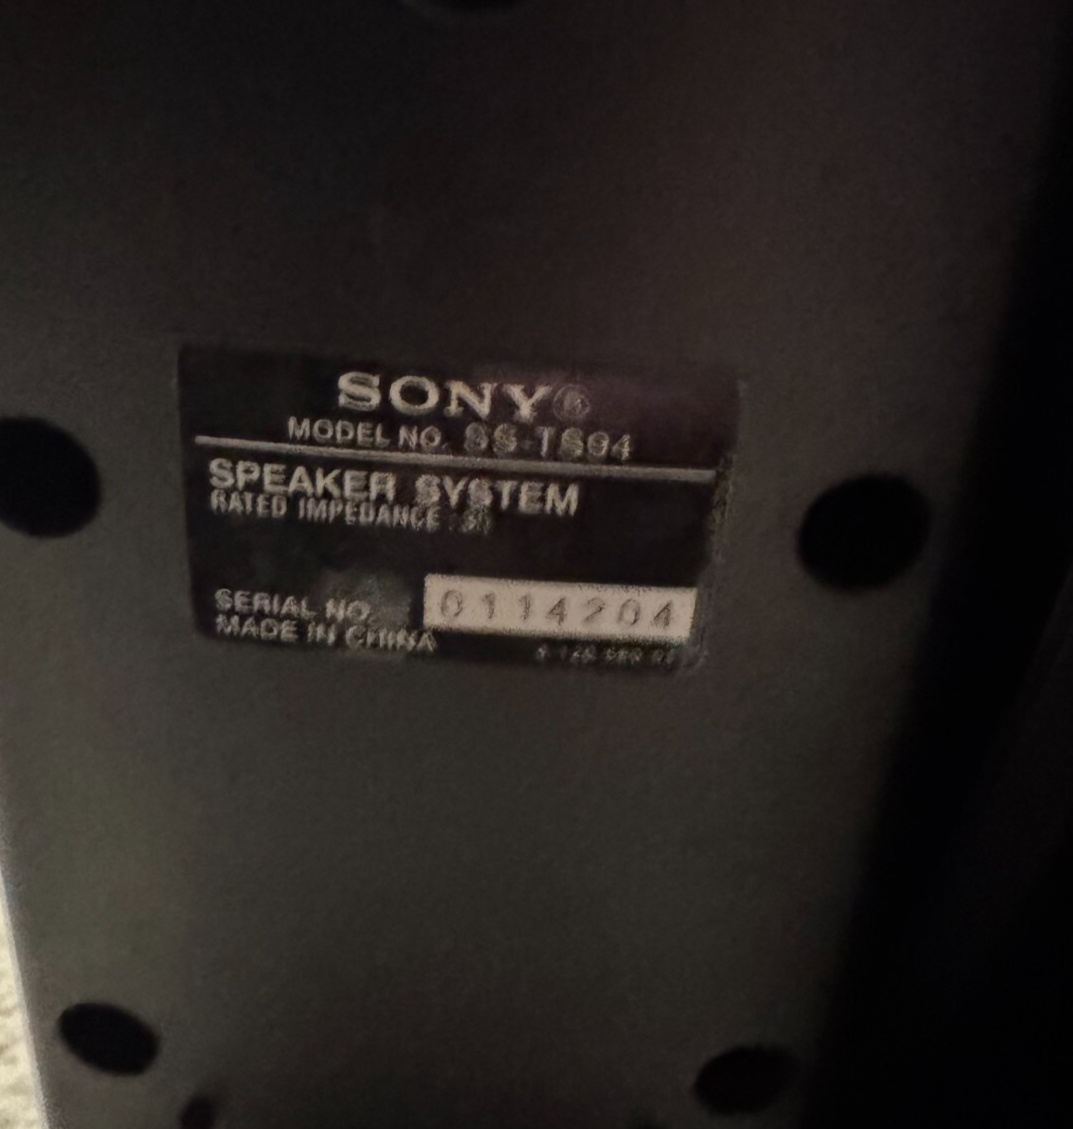 SONY®
MODEL NO. SS-TS94
SPEAKER SYSTEM
RATED IMPEDANCE
SERIAL NO. 0114204
MADE IN CHINA